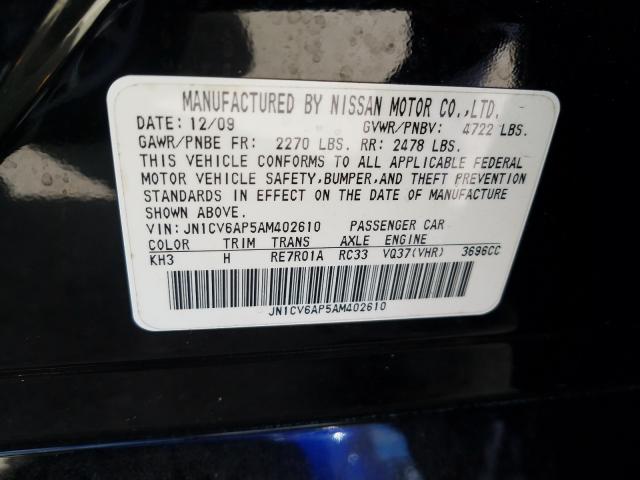 MANUFACTURED BY NISSAN MOTOR CO.,LTD.
DATE: 12/09 GVWR/PNBV: 4722 LBS.
GAWR/PNBE FR: 2270 LBS. RR: 2478 LBS.
THIS VEHICLE CONFORMS TO ALL APPLICABLE FEDERAL
MOTOR VEHICLE SAFETY,BUMPER,AND THEFT PREVENTION
STANDARDS IN EFFECT ON THE DATE OF MANUFACTURE
SHOWN ABOVE.
VIN: JN1CV6AP5AM402610 PASSENGER CAR
COLOR TRIM TRANS AXLE ENGINE
KH3 H RE7R01A RC33 VQ37(VHR) 3696CC
JN1CV6AP5AM402610